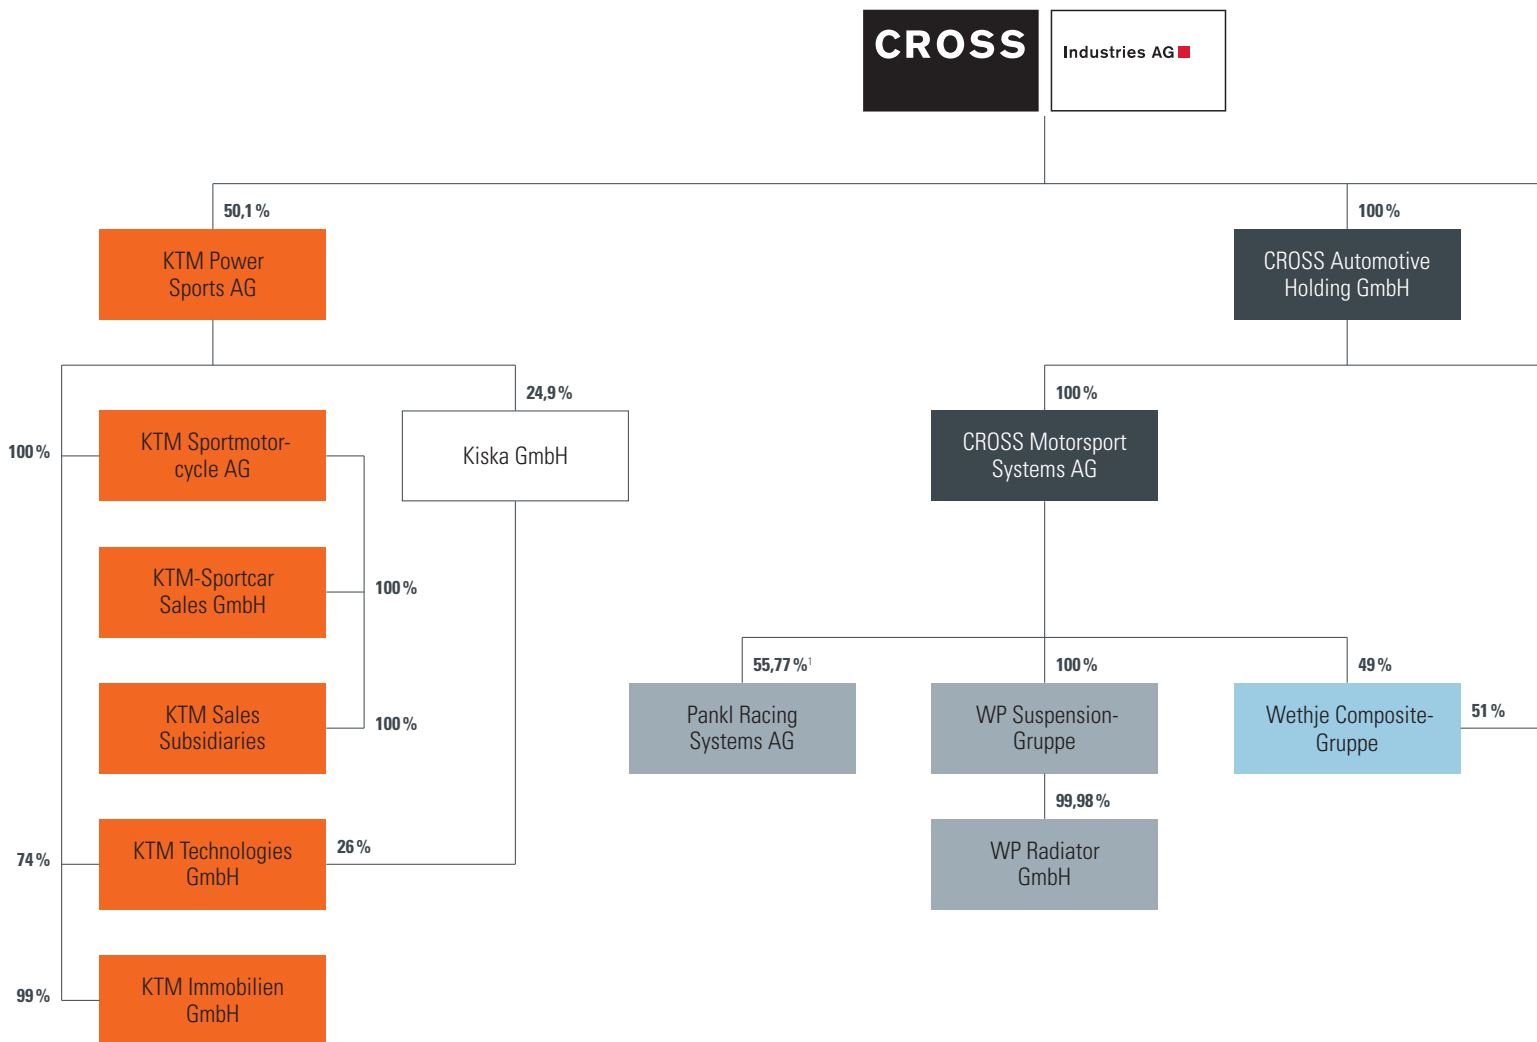 CROSS
Industries AG
50,1 %
KTM Power
Sports AG
100 %
CROSS Automotive
Holding GmbH
24,9 %
100 %
100 %
KTM Sportmotor-
cycle AG
Kiska GmbH
CROSS Motorsport
Systems AG
KTM-Sportcar
Sales GmbH
100 %
55,77 %¹
100 %
49 %
KTM Sales
Subsidiaries
100 %
Pankl Racing
Systems AG
WP Suspension-
Gruppe
Wethje Composite-
Gruppe
51 %
99,98 %
74 %
KTM Technologies
GmbH
26 %
WP Radiator
GmbH
99 %
KTM Immobilien
GmbH